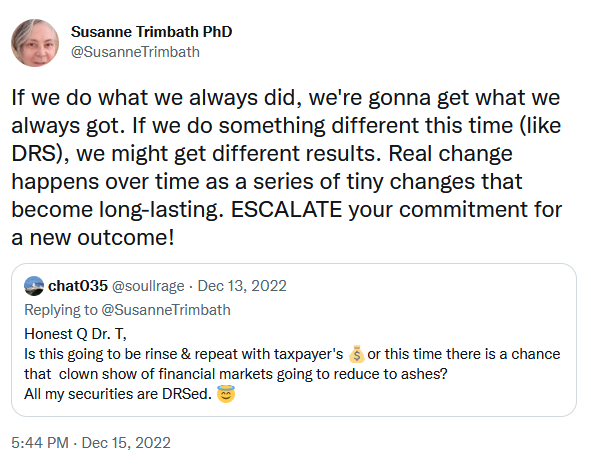 Susanne Trimbath PhD
@SusanneTrimbath
If we do what we always did, we're gonna get what we
always got. If we do something different this time (like
DRS), we might get different results. Real change
happens over time as a series of tiny changes that
become long-lasting. ESCALATE your commitment for
a new outcome!
chat035 @soullrage · Dec 13, 2022
Replying to @SusanneTrimbath
Honest Q Dr. T,
Is this going to be rinse & repeat with taxpayer's 💰 or this time there is a chance
that clown show of financial markets going to reduce to ashes?
All my securities are DRSed. 😇
5:44 PM · Dec 15, 2022